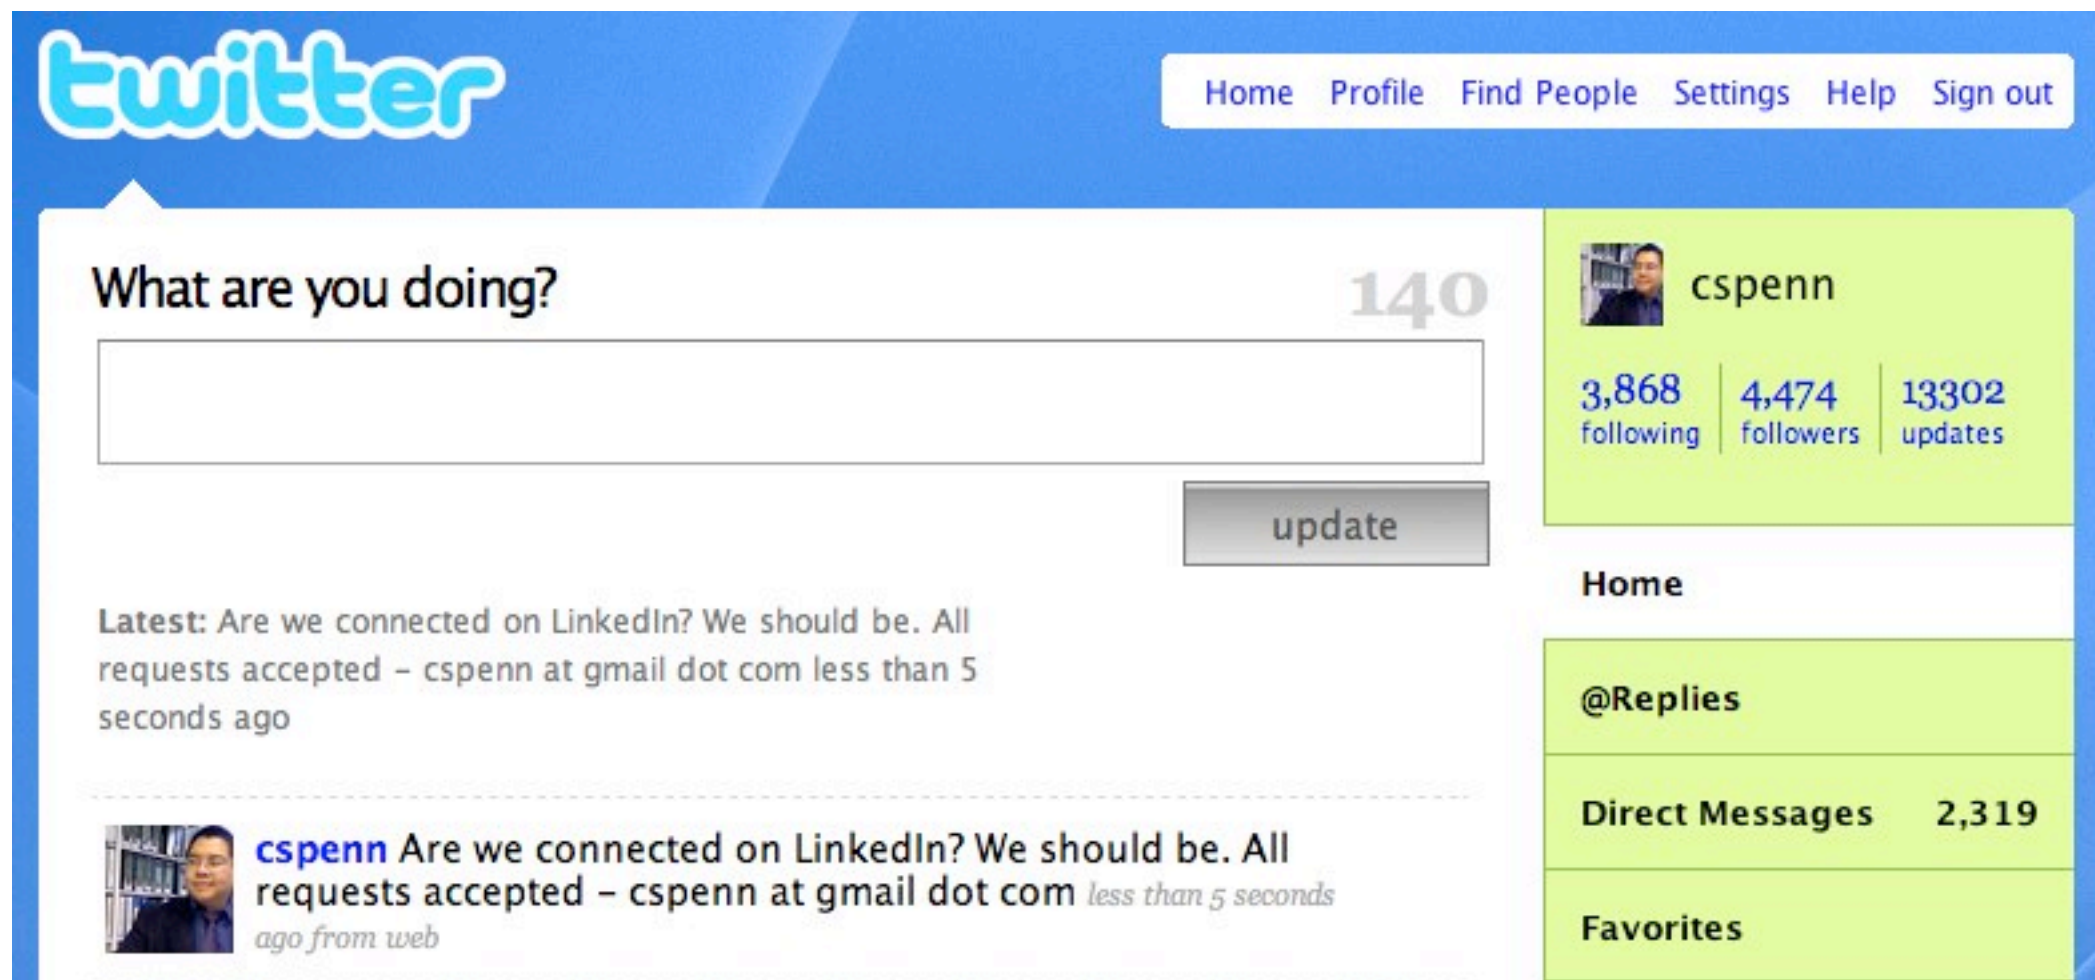 twitter
Home Profile Find People Settings Help Sign out
What are you doing?
140
update
Latest: Are we connected on LinkedIn? We should be. All
requests accepted – cspenn at gmail dot com less than 5
seconds ago
cspenn Are we connected on LinkedIn? We should be. All
requests accepted – cspenn at gmail dot com less than 5 seconds
ago from web
cspenn
3,868 4,474 13302
following followers updates
Home
@Replies
Direct Messages 2,319
Favorites